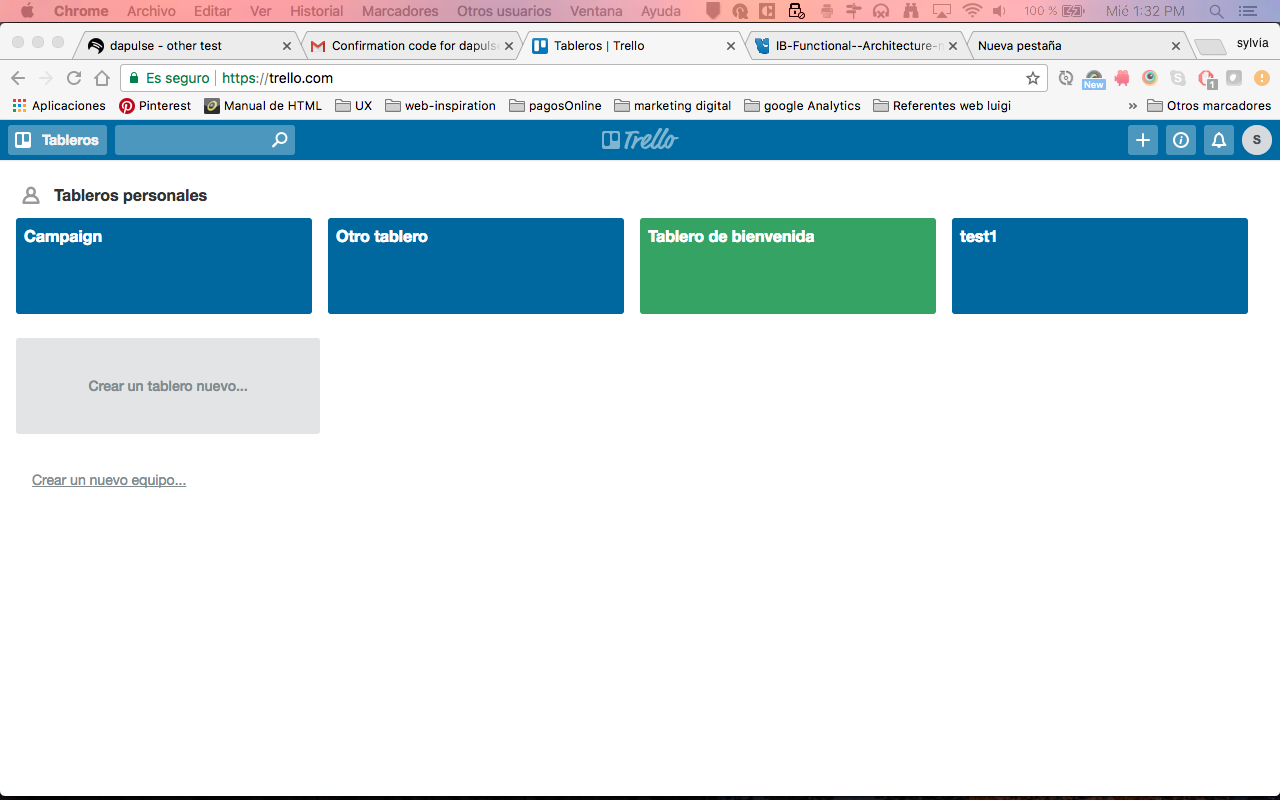 Chrome Archivo Editar Ver Historial Marcadores Otros usuarios Ventana Ayuda 100 % Mié 1:32 PM
dapulse - other test Confirmation code for dapulse Tableros | Trello IB-Functional--Architecture- Nueva pestaña sylvía
Es seguro https://trello.com New 1
Aplicaciones Pinterest Manual de HTML UX web-inspiration pagosOnline marketing digital google Analytics Referentes web luigi » Otros marcadores
Tableros Trello S
Tableros personales
Campaign Otro tablero Tablero de bienvenida test1
Crear un tablero nuevo...
Crear un nuevo equipo...